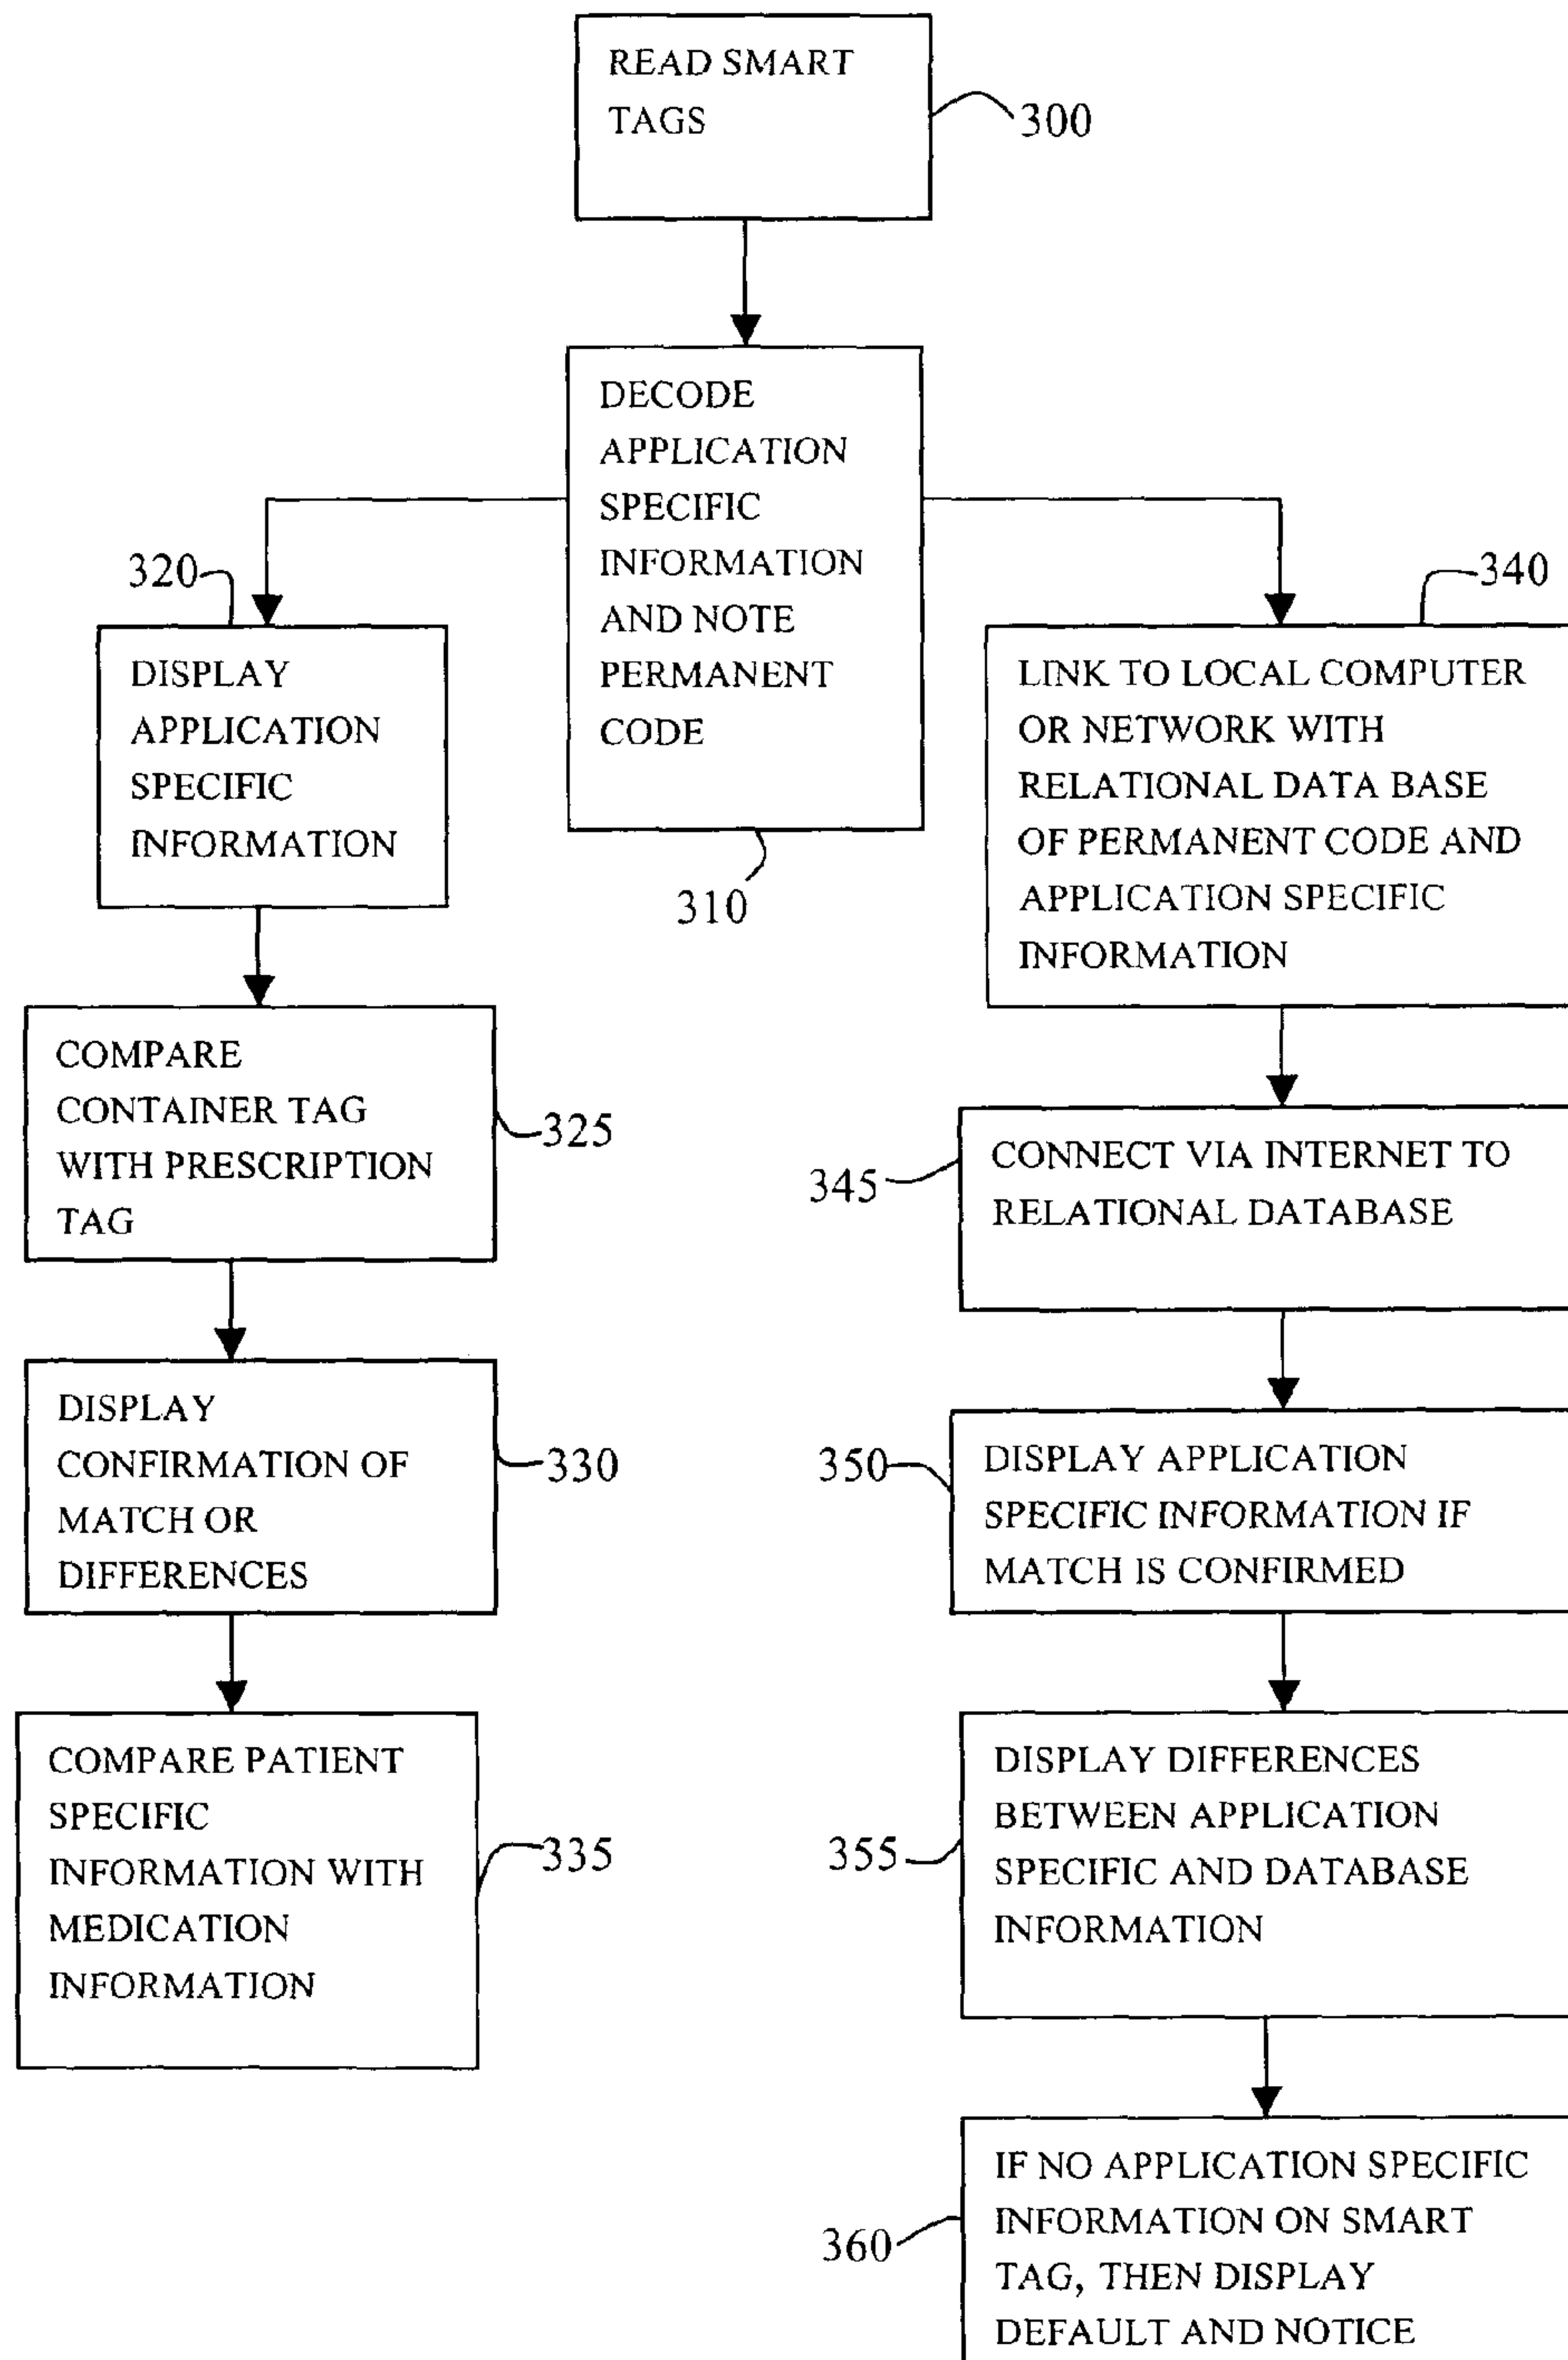 READ SMART
TAGS
300
DECODE
APPLICATION
SPECIFIC
INFORMATION
AND NOTE
PERMANENT
CODE
310
320
DISPLAY
APPLICATION
SPECIFIC
INFORMATION
COMPARE
CONTAINER TAG
WITH PRESCRIPTION
TAG
325
DISPLAY
CONFIRMATION OF
MATCH OR
DIFFERENCES
330
COMPARE PATIENT
SPECIFIC
INFORMATION WITH
MEDICATION
INFORMATION
335
340
LINK TO LOCAL COMPUTER
OR NETWORK WITH
RELATIONAL DATA BASE
OF PERMANENT CODE AND
APPLICATION SPECIFIC
INFORMATION
345
CONNECT VIA INTERNET TO
RELATIONAL DATABASE
350
DISPLAY APPLICATION
SPECIFIC INFORMATION IF
MATCH IS CONFIRMED
355
DISPLAY DIFFERENCES
BETWEEN APPLICATION
SPECIFIC AND DATABASE
INFORMATION
360
IF NO APPLICATION SPECIFIC
INFORMATION ON SMART
TAG, THEN DISPLAY
DEFAULT AND NOTICE